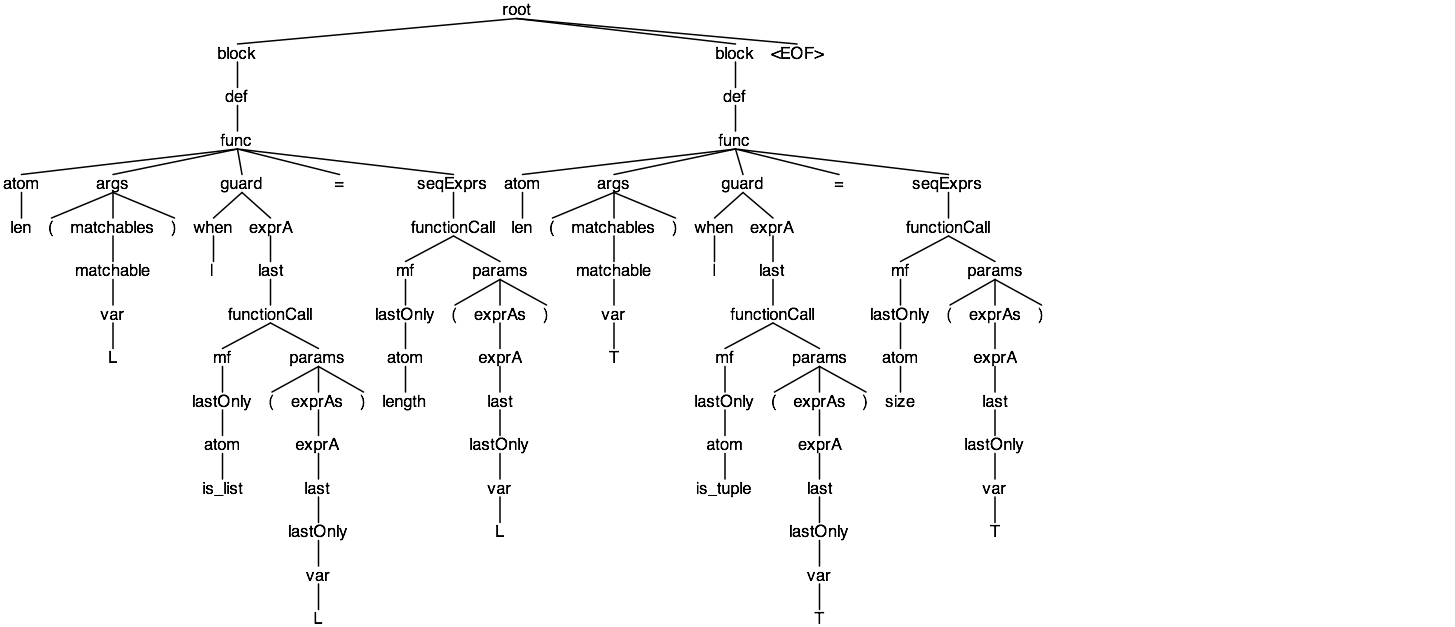 root
block block <EOF>
def def
func func
atom args guard = seqExprs atom args guard = seqExprs
len ( matchables ) when exprA functionCall len ( matchables ) when exprA functionCall
matchable | last mf params matchable | last mf params
var functionCall lastOnly ( exprAs ) var functionCall lastOnly ( exprAs )
L mf params atom exprA T mf params atom exprA
lastOnly ( exprAs ) length last lastOnly ( exprAs ) size last
atom exprA lastOnly atom exprA lastOnly
is_list last var is_tuple last var
lastOnly L lastOnly T
var var
L T